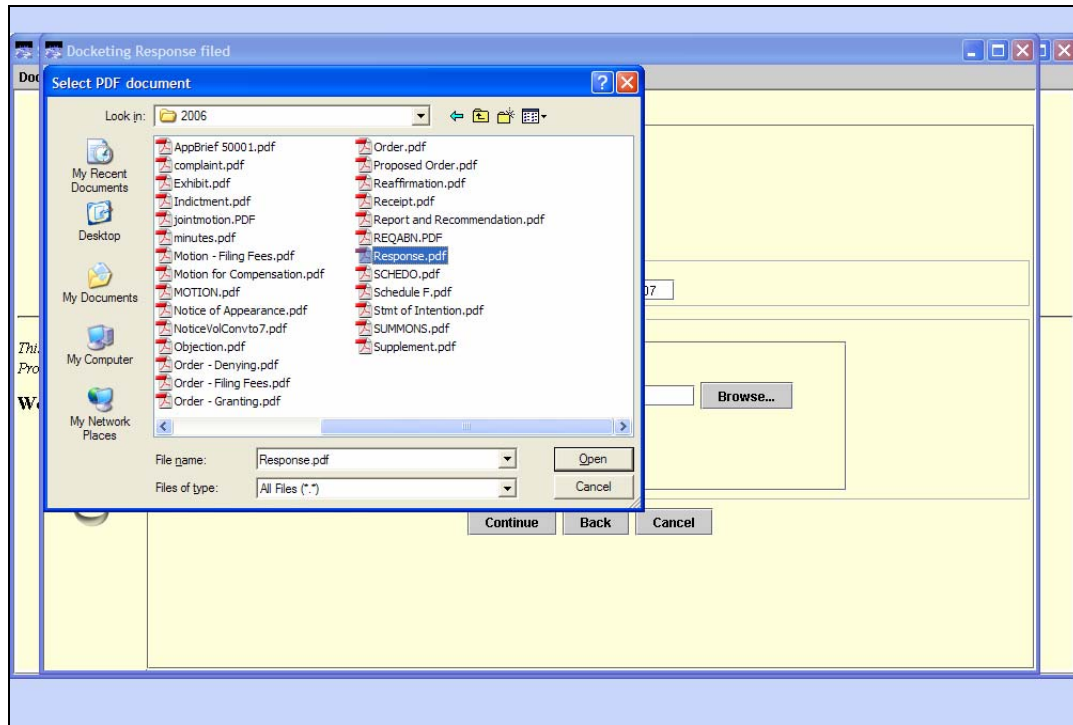 Docketing Response filed
Doc
Select PDF document
Look in: 2006
My Recent Documents
Desktop
My Documents
My Computer
My Network Places
AppBrief 50001.pdf
complaint.pdf
Exhibit.pdf
Indictment.pdf
jointmotion.PDF
minutes.pdf
Motion - Filing Fees.pdf
Motion for Compensation.pdf
MOTION.pdf
Notice of Appearance.pdf
NoticeVolConvto7.pdf
Objection.pdf
Order - Denying.pdf
Order - Filing Fees.pdf
Order - Granting.pdf
Order.pdf
Proposed Order.pdf
Reaffirmation.pdf
Receipt.pdf
Report and Recommendation.pdf
REQABN.PDF
Response.pdf
SCHEDO.pdf
Schedule F.pdf
Stmt of Intention.pdf
SUMMONS.pdf
Supplement.pdf
File name: Response.pdf
Open
Files of type: All Files (*.*)
Cancel
07
Thi
Pro
We
Browse...
Continue Back Cancel